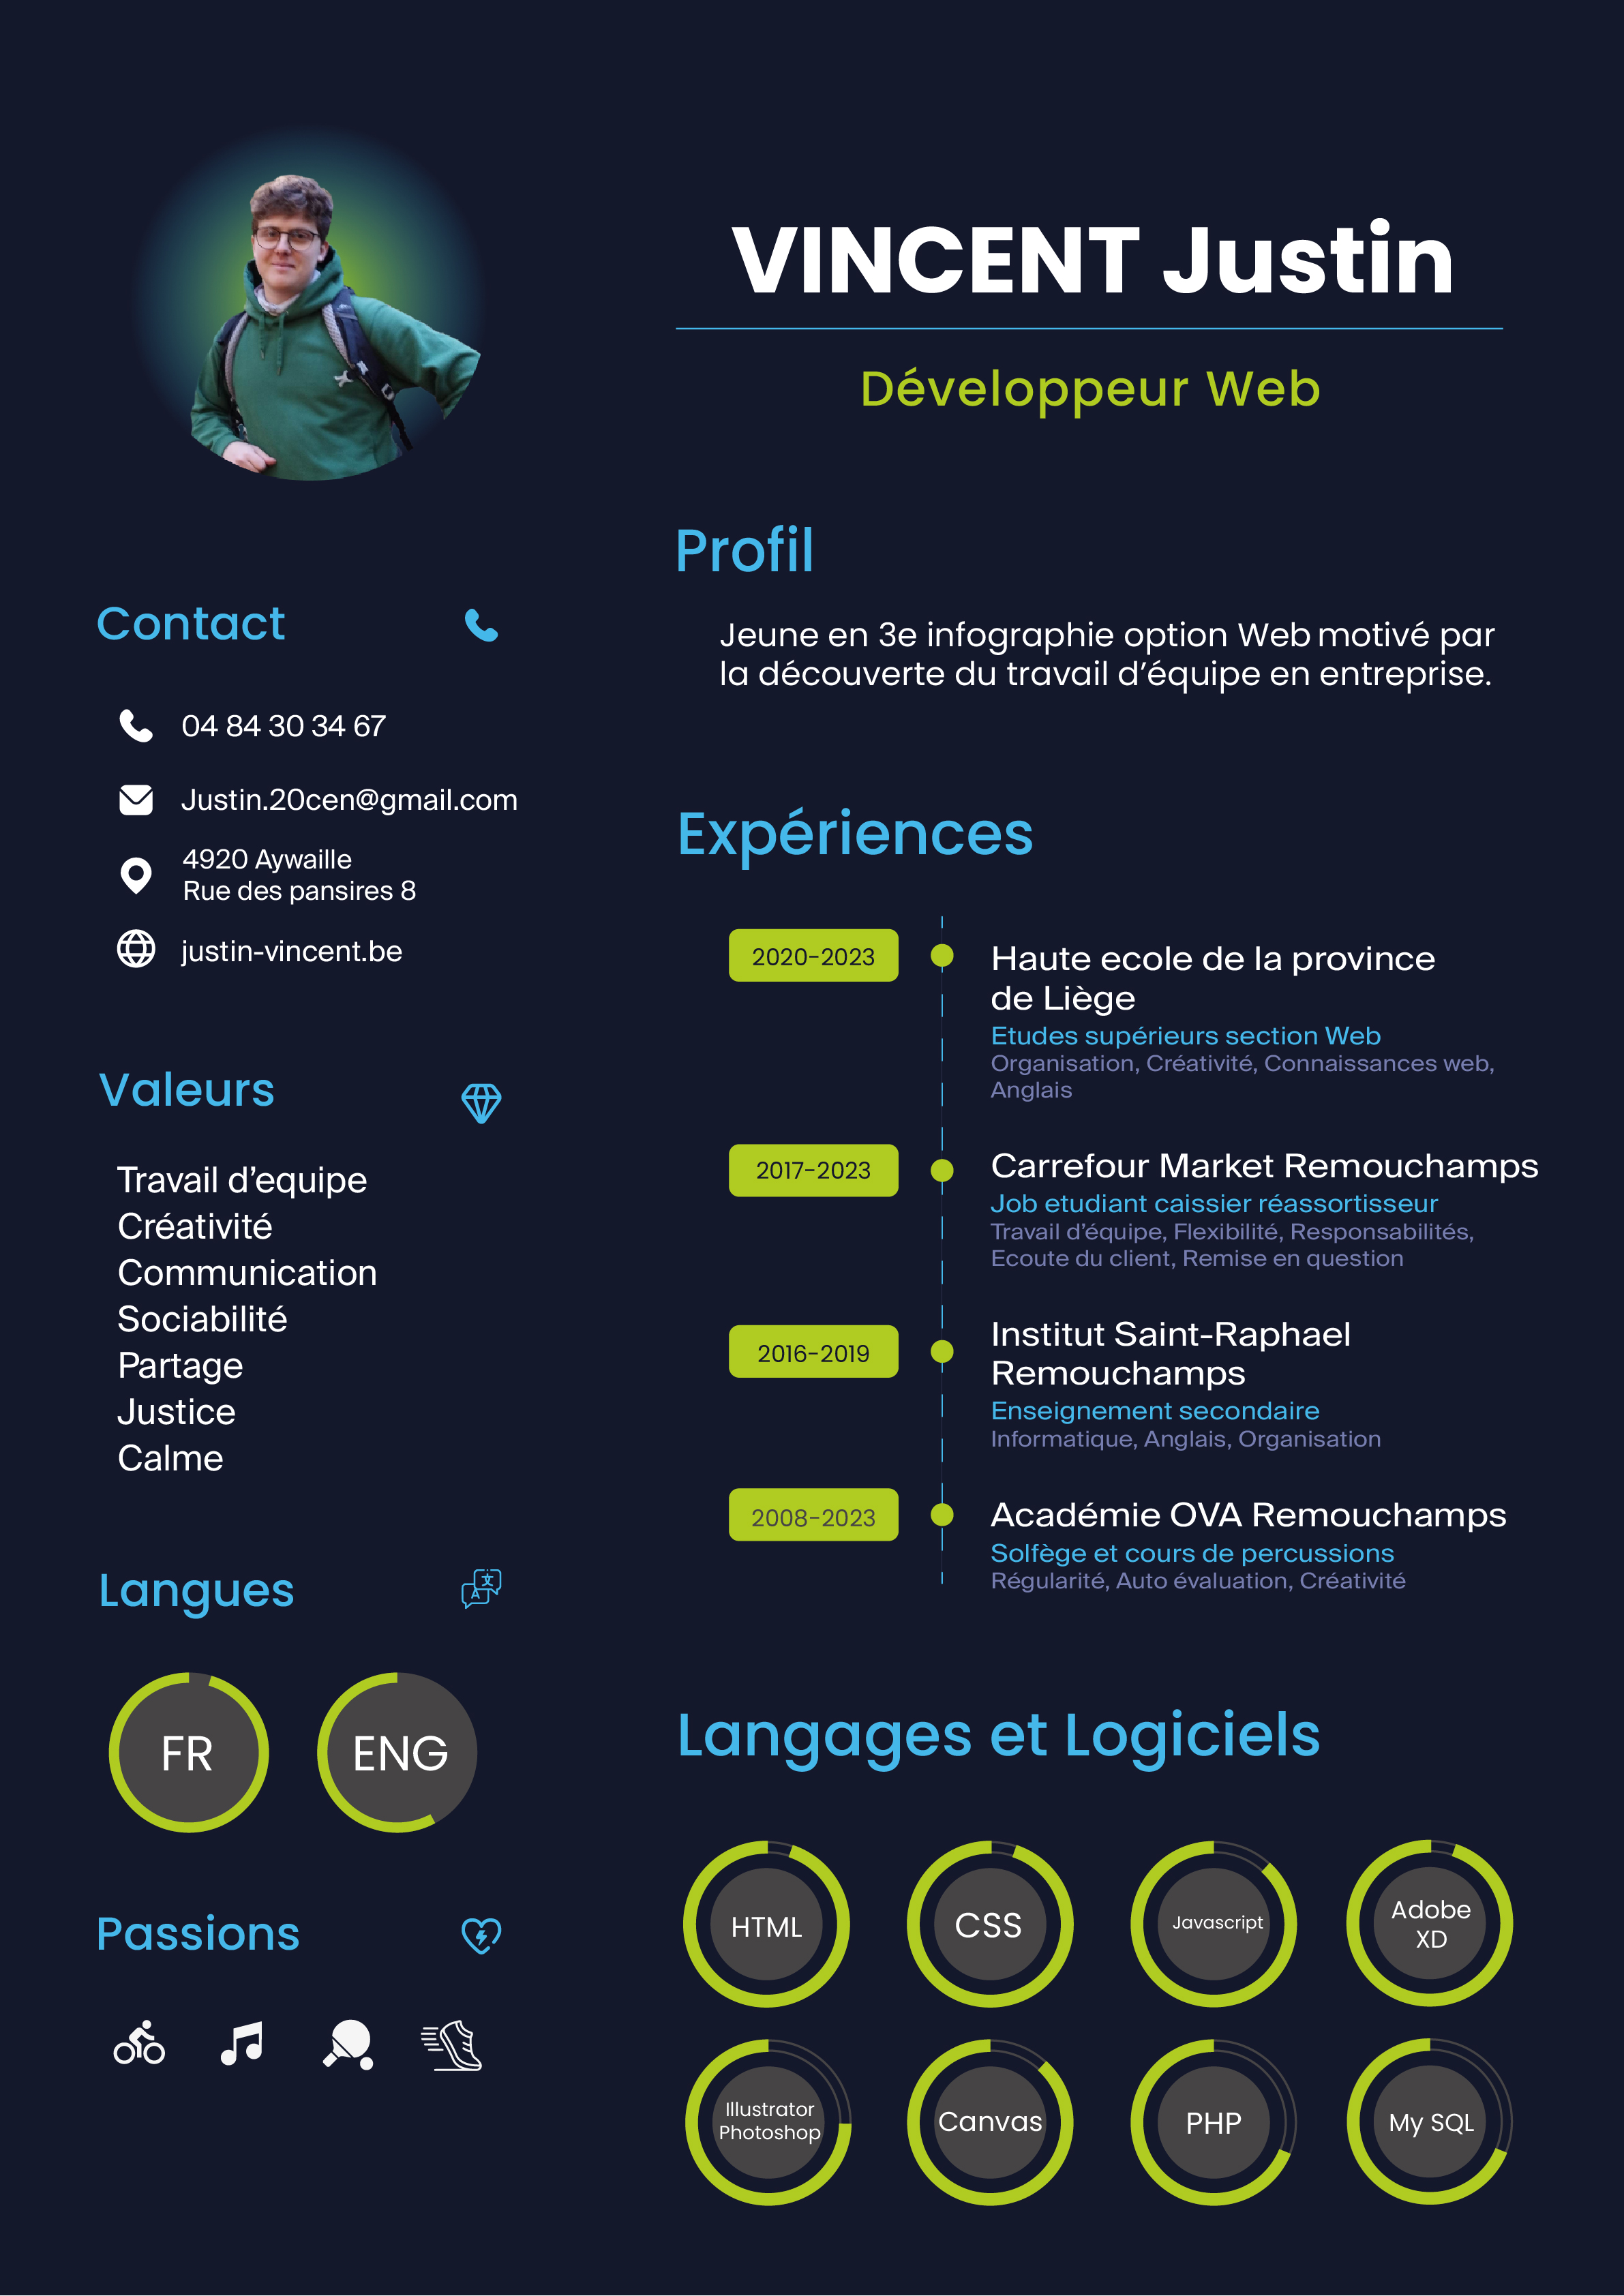 VINCENT Justin
Développeur Web
Contact
04 84 30 34 67
Justin.20cen@gmail.com
4920 Aywaille
Rue des pansires 8
justin-vincent.be
Valeurs
Travail d’equipe
Créativité
Communication
Sociabilité
Partage
Justice
Calme
Langues
FR
ENG
Passions
Profil
Jeune en 3e infographie option Web motivé par
la découverte du travail d’équipe en entreprise.
Expériences
2020-2023
Haute ecole de la province
de Liège
Etudes supérieurs section Web
Organisation, Créativité, Connaissances web,
Anglais
2017-2023
Carrefour Market Remouchamps
Job etudiant caissier réassortisseur
Travail d’équipe, Flexibilité, Responsabilités,
Ecoute du client, Remise en question
2016-2019
Institut Saint-Raphael
Remouchamps
Enseignement secondaire
Informatique, Anglais, Organisation
2008-2023
Académie OVA Remouchamps
Solfège et cours de percussions
Régularité, Auto évaluation, Créativité
Langages et Logiciels
HTML
CSS
Javascript
Adobe
XD
Illustrator
Photoshop
Canvas
PHP
My SQL